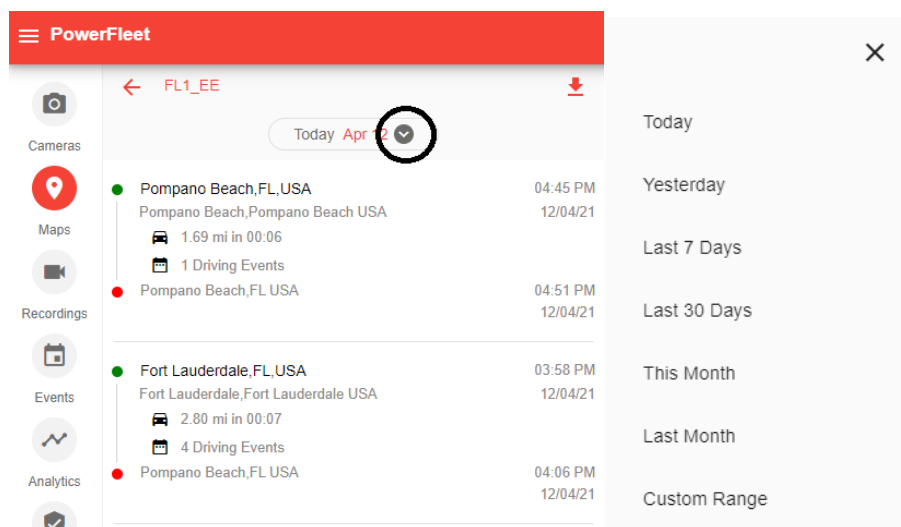 PowerFleet
FL1_EE
Today Apr 12
Cameras
Maps
Recordings
Events
Analytics
Pompano Beach,FL,USA 04:45 PM
Pompano Beach,Pompano Beach USA 12/04/21
1.69 mi in 00:06
1 Driving Events
Pompano Beach,FL USA 04:51 PM
12/04/21
Fort Lauderdale,FL,USA 03:58 PM
Fort Lauderdale,Fort Lauderdale USA 12/04/21
2.80 mi in 00:07
4 Driving Events
Pompano Beach,FL USA 04:06 PM
12/04/21
Today
Yesterday
Last 7 Days
Last 30 Days
This Month
Last Month
Custom Range